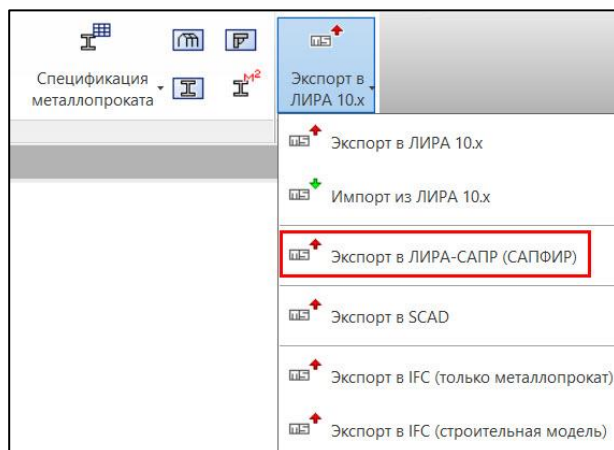 Спецификация
металлопроката
М2
Экспорт в
ЛИРА 10.x
Экспорт в ЛИРА 10.x
Импорт из ЛИРА 10.x
Экспорт в ЛИРА-САПР (САПФИР)
Экспорт в SCAD
Экспорт в IFC (только металлопрокат)
Экспорт в IFC (строительная модель)